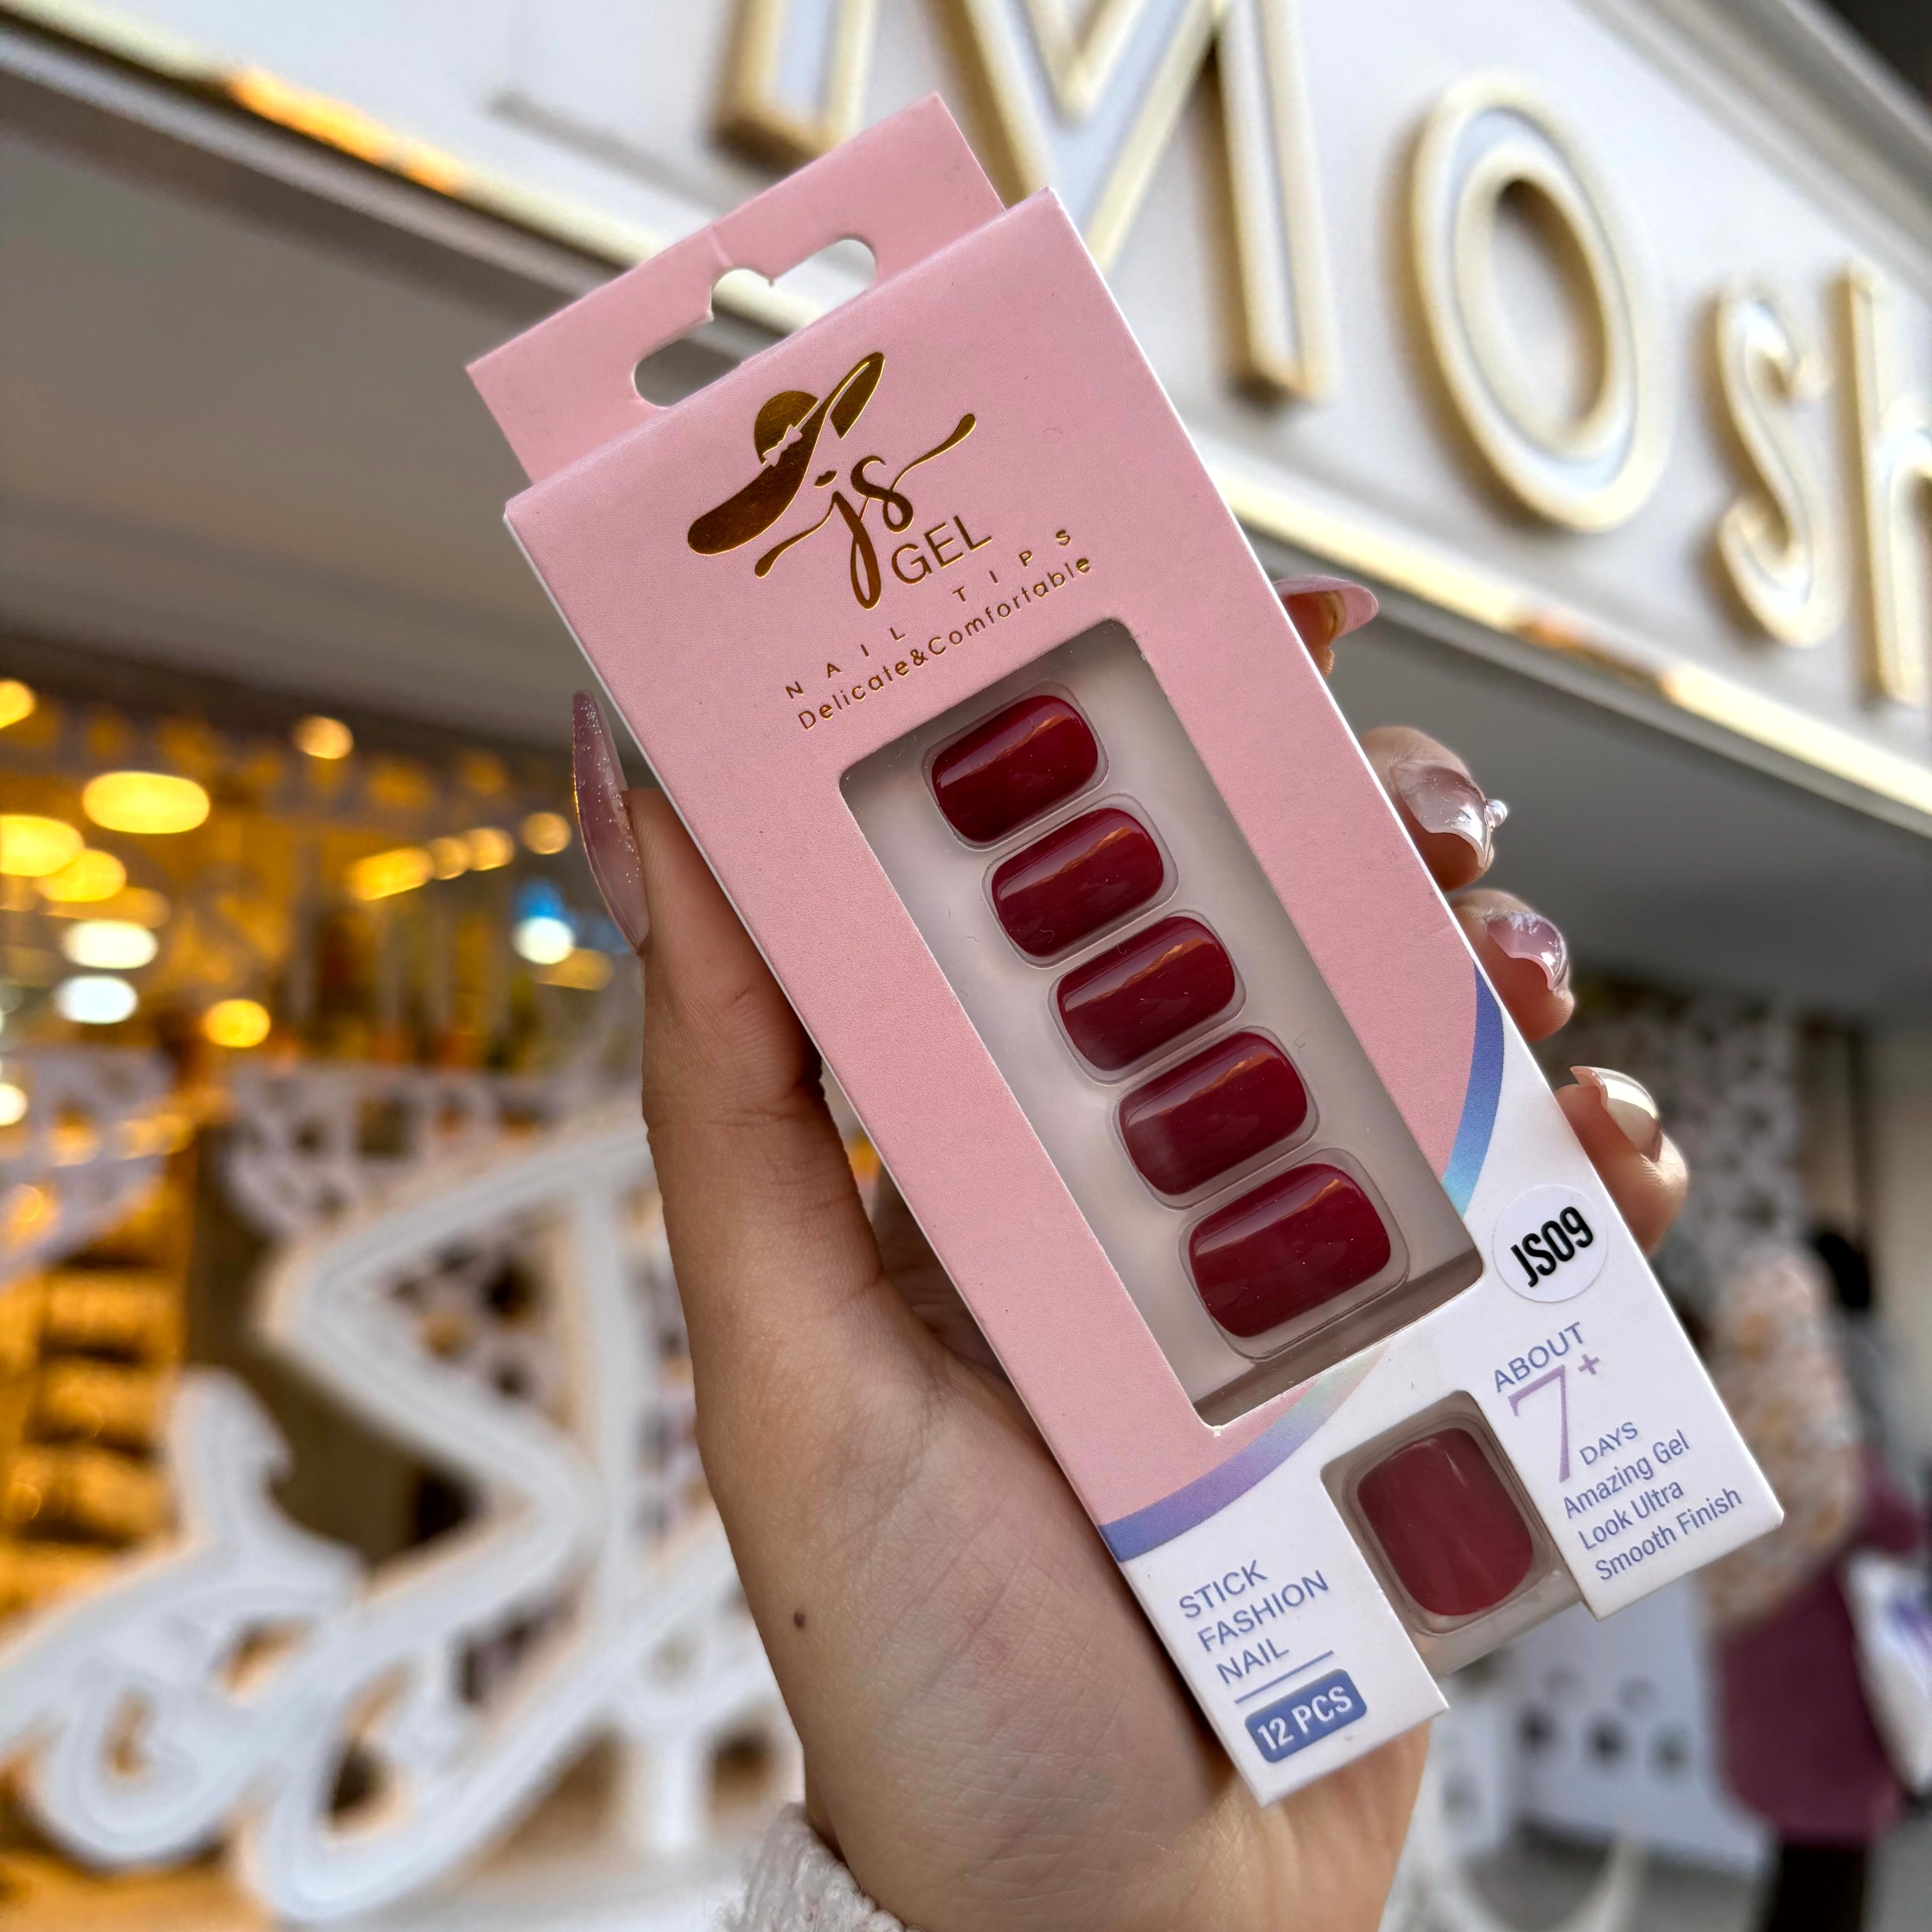 Mosh
js
GEL
NAIL TIPS
Delicate&Comfortable
JS09
ABOUT
7+
DAYS
Amazing Gel
Look Ultra
Smooth Finish
STICK
FASHION
NAIL
12 PCS